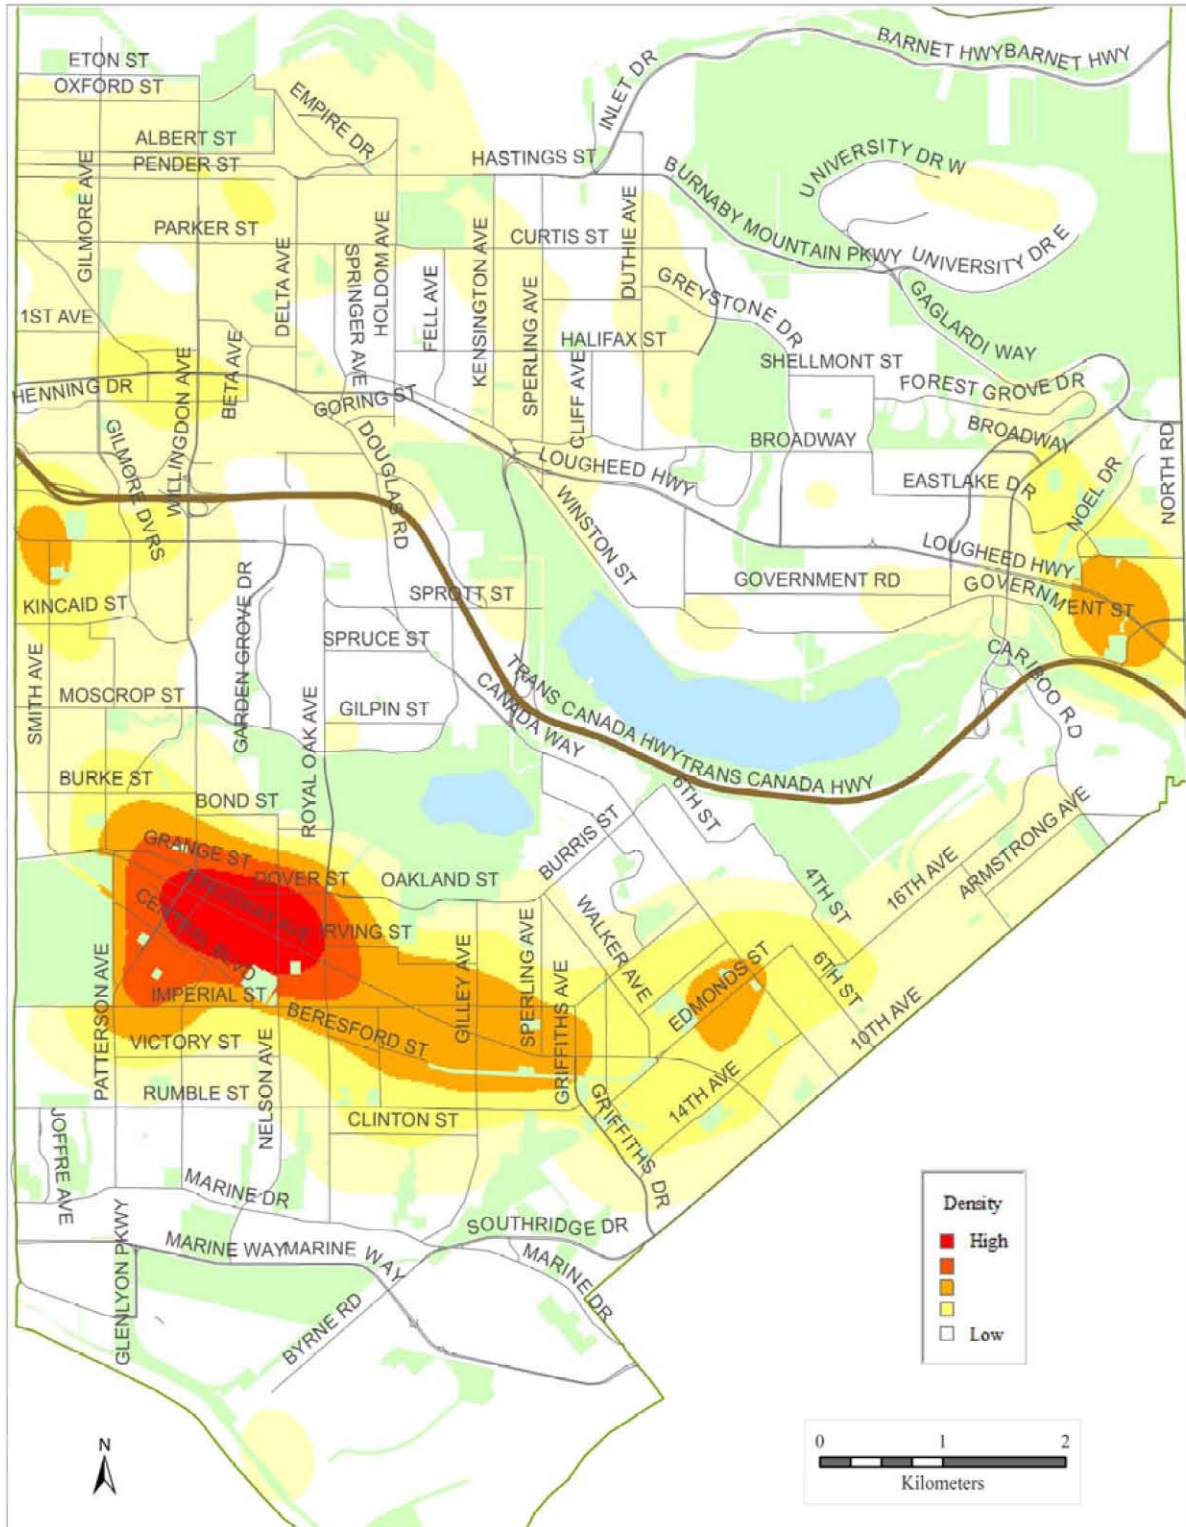 BARNET HWYBARNET HWY
ETON ST
OXFORD ST
INLET DR
EMPIRE DR
ALBERT ST
PENDER ST
HASTINGS ST
UNIVERSITY DR W
BURNABY MOUNTAIN PKWY
GILMORE AVE
PARKER ST
CURTIS ST
DUTHIE AVE
UNIVERSITY DR E
DELTA AVE
SPRINGER AVE
HOLDOM AVE
FELL AVE
KENSINGTON AVE
SPERLING AVE
GREYSTONE DR
GAGLARDI WAY
1ST AVE
HALIFAX ST
SHELLMONT ST
HENNING DR
WILLINGDON AVE
BETA AVE
GORING ST
CLIFF AVE
FOREST GROVE DR
BROADWAY
BROADWAY
GILMORE DVRS
DOUGLAS RD
LOUGHEED HWY
WINSTON ST
EASTLAKE DR
NOEL DR
NORTH RD
LOUGHEED HWY
KINCAID ST
SPROTT ST
GOVERNMENT RD
GOVERNMENT ST
GARDEN GROVE DR
SPRUCE ST
SMITH AVE
MOSCROP ST
GILPIN ST
TRANS CANADA HWYTRANS CANADA HWY
CANADA WAY
CARIBOO RD
ROYAL OAK AVE
BURKE ST
BOND ST
6TH ST
BURRIS ST
GRANGE ST
DOVER ST
OAKLAND ST
4TH ST
16TH AVE
ARMSTRONG AVE
KINGSWAY AVE
CENTRAL BLVD
IRVING ST
WALKER AVE
PATTERSON AVE
IMPERIAL ST
BERESFORD ST
GILLEY AVE
SPERLING AVE
GRIFFITHS AVE
EDMONDS ST
6TH ST
10TH AVE
VICTORY ST
RUMBLE ST
NELSON AVE
CLINTON ST
14TH AVE
GRIFFITHS DR
JOFFRE AVE
MARINE DR
SOUTHRIDGE DR
GLENLYON PKWY
MARINE WAYMARINE WAY
MARINE DR
BYRNE RD
Density
High
Low
N
0 1 2
Kilometers